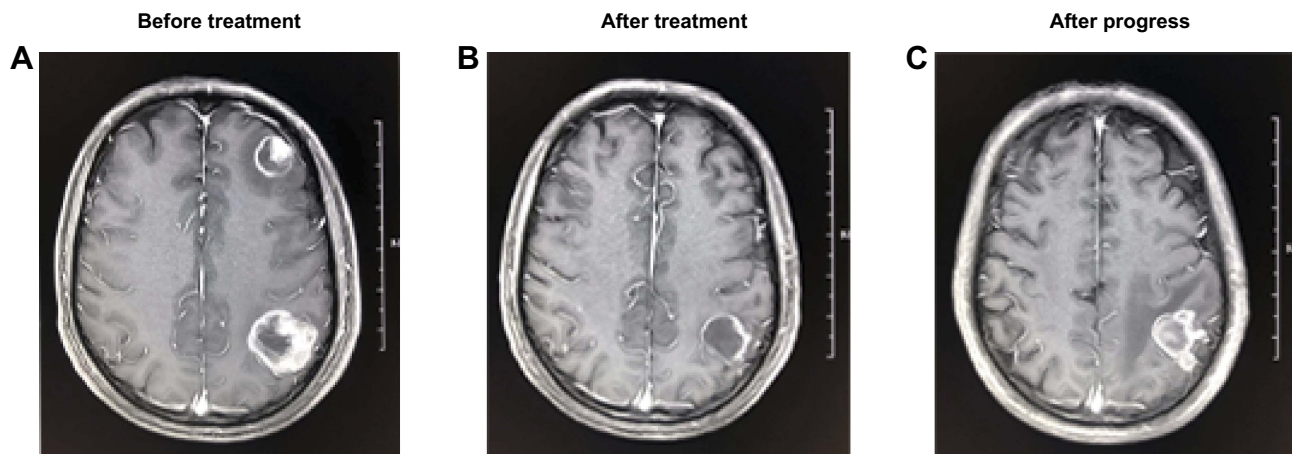 Before treatment
After treatment
After progress
A
B
C